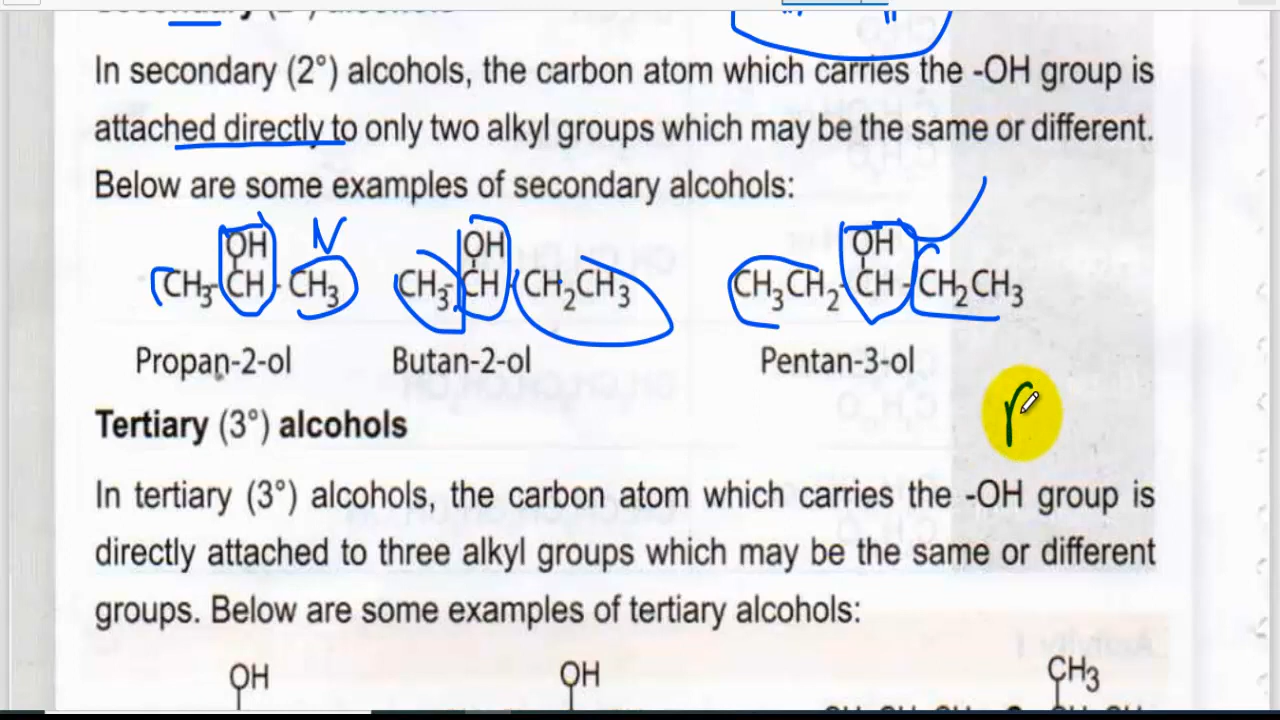 In secondary (2°) alcohols, the carbon atom which carries the -OH group is
attached directly to only two alkyl groups which may be the same or different.
Below are some examples of secondary alcohols:
OH OH OH
CH3- CH - CH3 CH3- CH - CH2CH3 CH3CH2- CH - CH2CH3
Propan-2-ol Butan-2-ol Pentan-3-ol
Tertiary (3°) alcohols
In tertiary (3°) alcohols, the carbon atom which carries the -OH group is
directly attached to three alkyl groups which may be the same or different
groups. Below are some examples of tertiary alcohols:
OH OH CH3